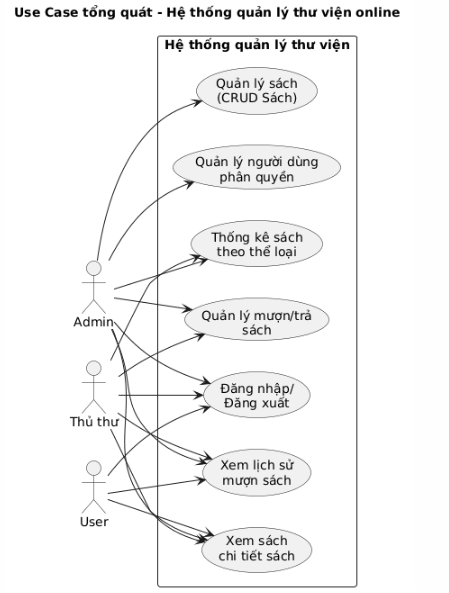 Use Case tổng quát - Hệ thống quản lý thư viện online
Hệ thống quản lý thư viện
Quản lý sách
(CRUD Sách)
Quản lý người dùng
phân quyền
Thống kê sách
theo thể loại
Admin
Quản lý mượn/trả
sách
Thủ thư
Đăng nhập/
Đăng xuất
User
Xem lịch sử
mượn sách
Xem sách
chi tiết sách